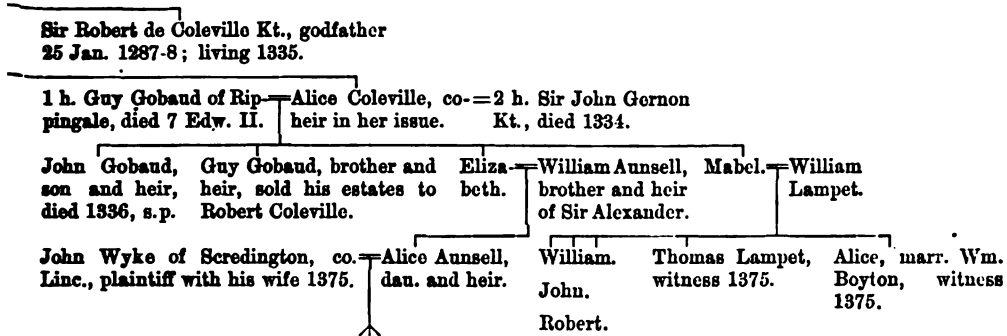 Sir Robert de Coleville Kt., godfather
25 Jan. 1287-8; living 1335.
1 h. Guy Gobaud of Rip-=Alice Coleville, co-=2 h. Sir John Gernon
pingale, died 7 Edw. II. heir in her issue. Kt., died 1334.
John Gobaud, Guy Gobaud, brother and Eliza-=William Aunsell, Mabel.=William
son and heir, heir, sold his estates to beth. brother and heir Lampet.
died 1336, s.p. Robert Coleville. of Sir Alexander.
John Wyke of Scredington, co.=Alice Aunsell, William. Thomas Lampet, Alice, marr. Wm.
Linc., plaintiff with his wife 1375. dau. and heir. witness 1375. Boyton, witness
John. 1375.
Robert.